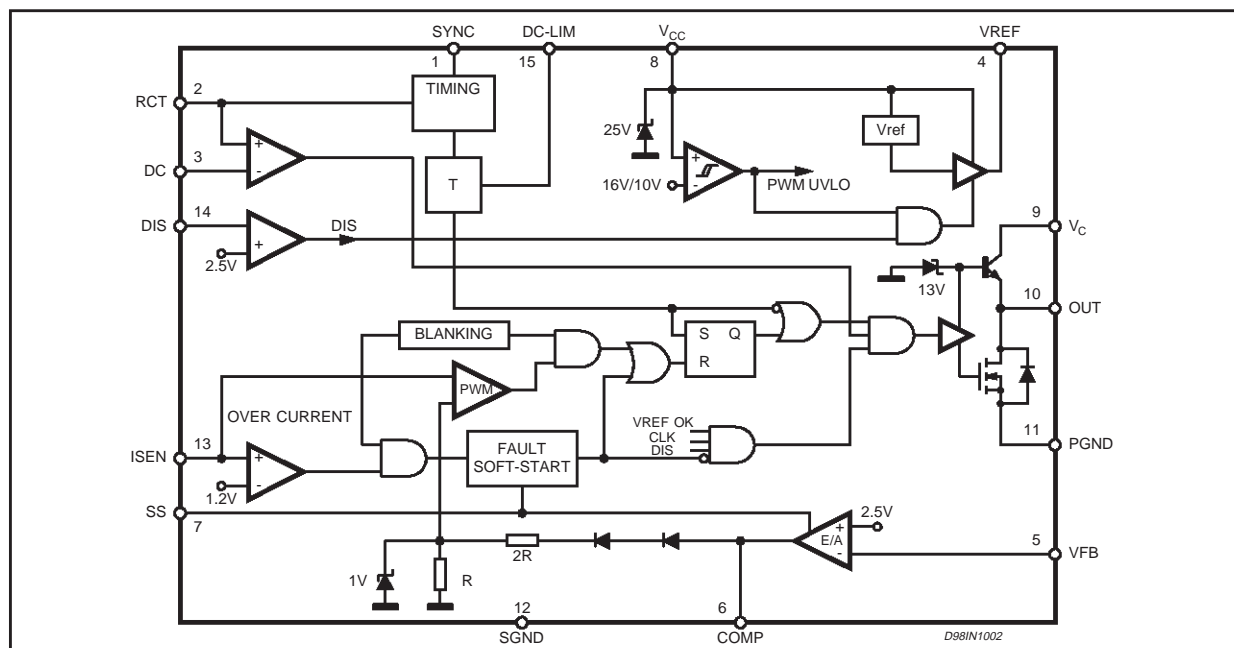 SYNC
DC-LIM
VCC
VREF
1
15
8
4
2
RCT
TIMING
25V
Vref
3
DC
+
-
T
+
-
16V/10V
PWM UVLO
14
DIS
DIS
+
2.5V
9
VC
13V
10
OUT
BLANKING
S
Q
R
PWM
OVER CURRENT
VREF OK
CLK
DIS
11
PGND
13
ISEN
+
-
1.2V
FAULT
SOFT-START
SS
7
2.5V
+
E/A
-
5
VFB
2R
1V
R
12
SGND
6
COMP
D98IN1002